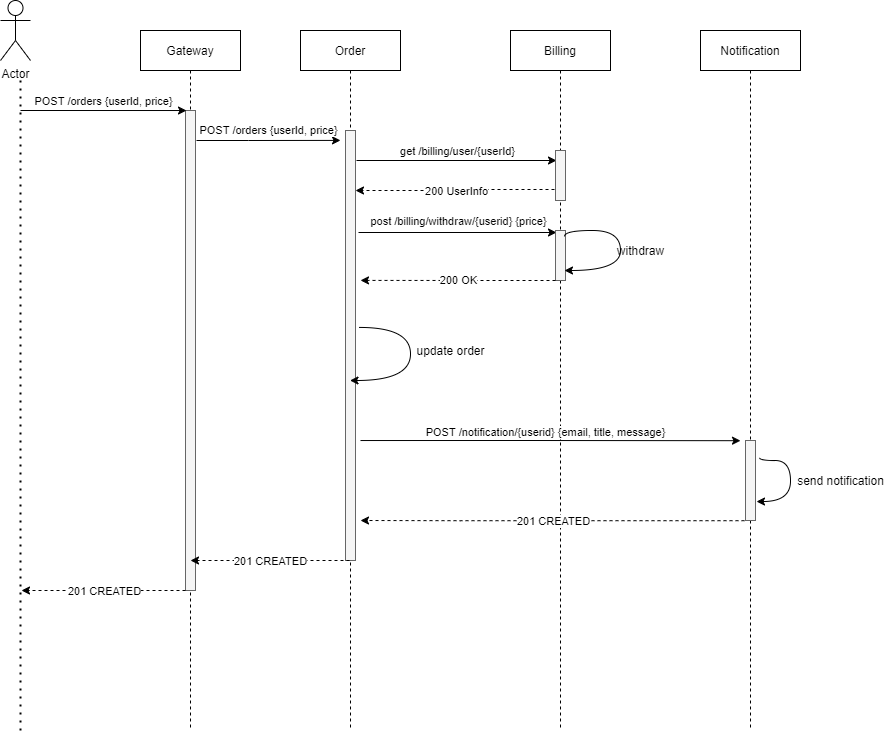 Gateway
Order
Billing
Notification
Actor
POST /orders {userId, price}
POST /orders {userId, price}
get /billing/user/{userId}
200 UserInfo
post /billing/withdraw/{userid} {price}
withdraw
200 OK
update order
POST /notification/{userid} {email, title, message}
send notification
201 CREATED
201 CREATED
201 CREATED